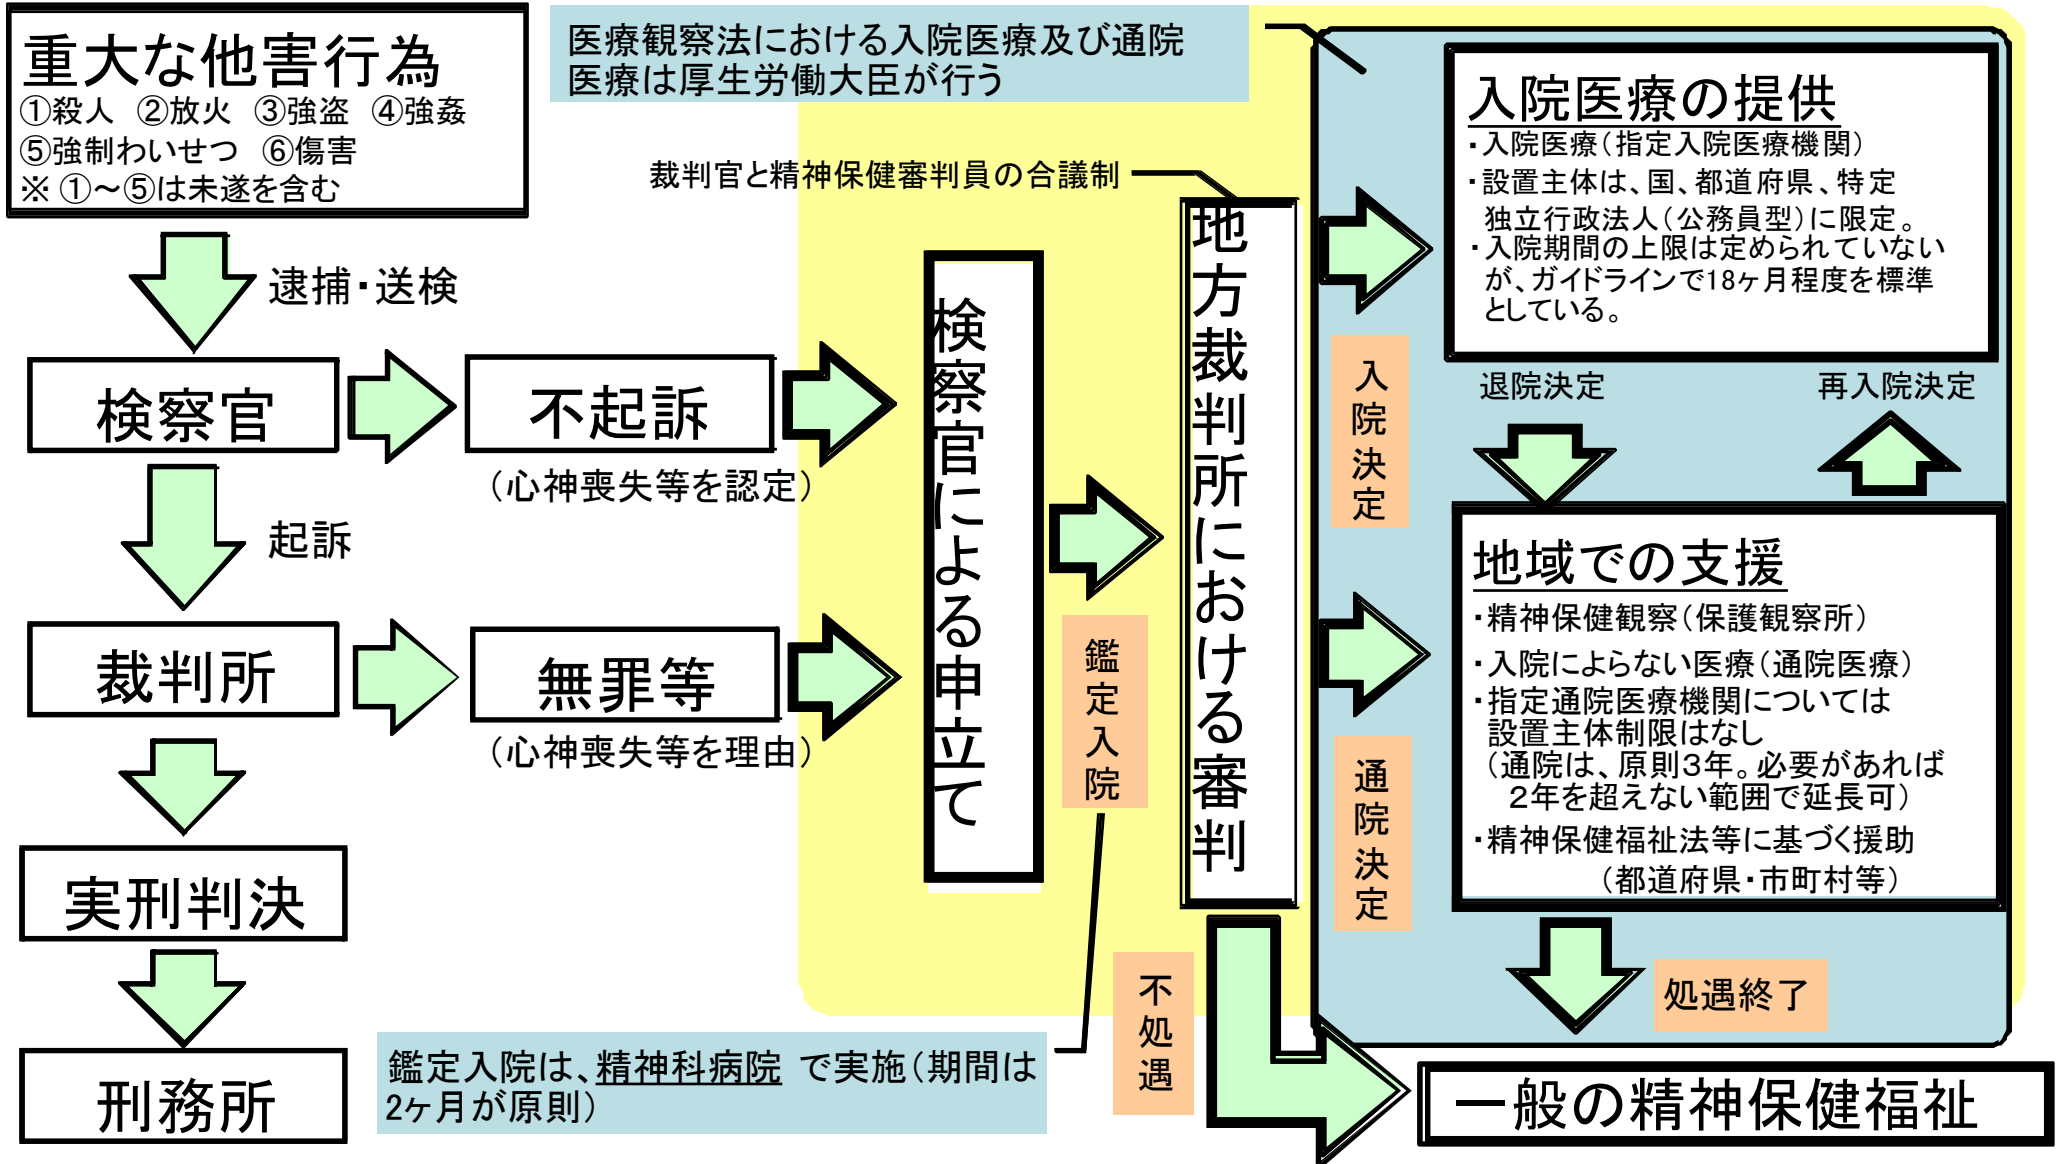 重大な他害行為
①殺人 ②放火 ③強盗 ④強姦
⑤強制わいせつ ⑥傷害
※ ①～⑤は未遂を含む
逮捕・送検
検察官
起訴
裁判所
実刑判決
刑務所
不起訴
（心神喪失等を認定）
無罪等
（心神喪失等を理由）
医療観察法における入院医療及び通院
医療は厚生労働大臣が行う
裁判官と精神保健審判員の合議制
検察官による申立て
鑑定入院
鑑定入院は、精神科病院 で実施（期間は
2ヶ月が原則）
地方裁判所における審判
入院決定
通院決定
不処遇
入院医療の提供
・入院医療（指定入院医療機関）
・設置主体は、国、都道府県、特定
独立行政法人（公務員型）に限定。
・入院期間の上限は定められていない
が、ガイドラインで18ヶ月程度を標準
としている。
退院決定
再入院決定
地域での支援
・精神保健観察（保護観察所）
・入院によらない医療（通院医療）
・指定通院医療機関については
設置主体制限はなし
（通院は、原則３年。必要があれば
２年を超えない範囲で延長可）
・精神保健福祉法等に基づく援助
（都道府県・市町村等）
処遇終了
一般の精神保健福祉